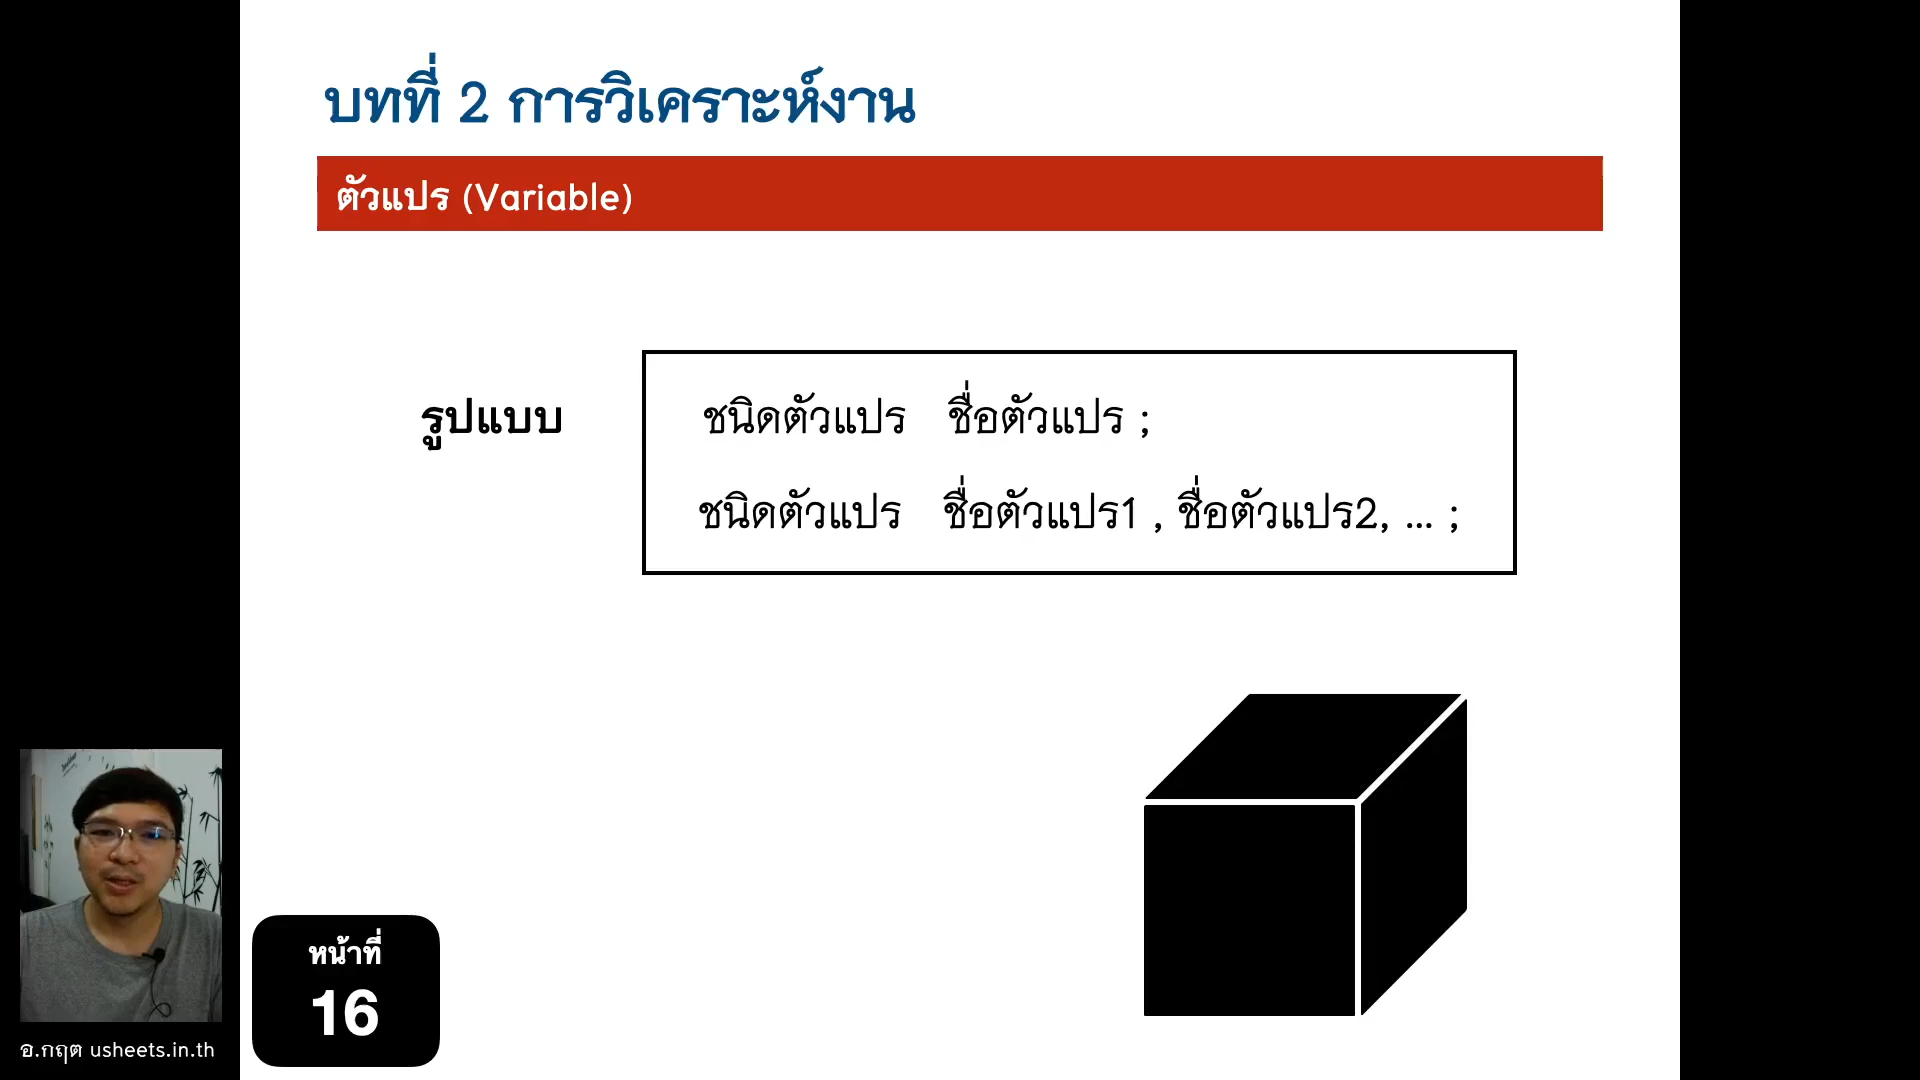 บทที่ 2 การวิเคราะห์งาน
ตัวแปร (Variable)
รูปแบบ
ชนิดตัวแปร ชื่อตัวแปร ;
ชนิดตัวแปร ชื่อตัวแปร1 , ชื่อตัวแปร2, ... ;
หน้าที่
16
อ.กฤต usheets.in.th